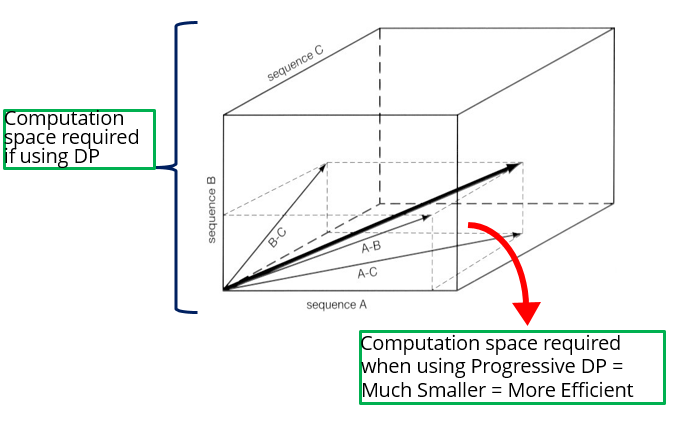 sequence C
Computation
space required
if using DP
sequence B
B-C
A-B
A-C
sequence A
Computation space required
when using Progressive DP =
Much Smaller = More Efficient